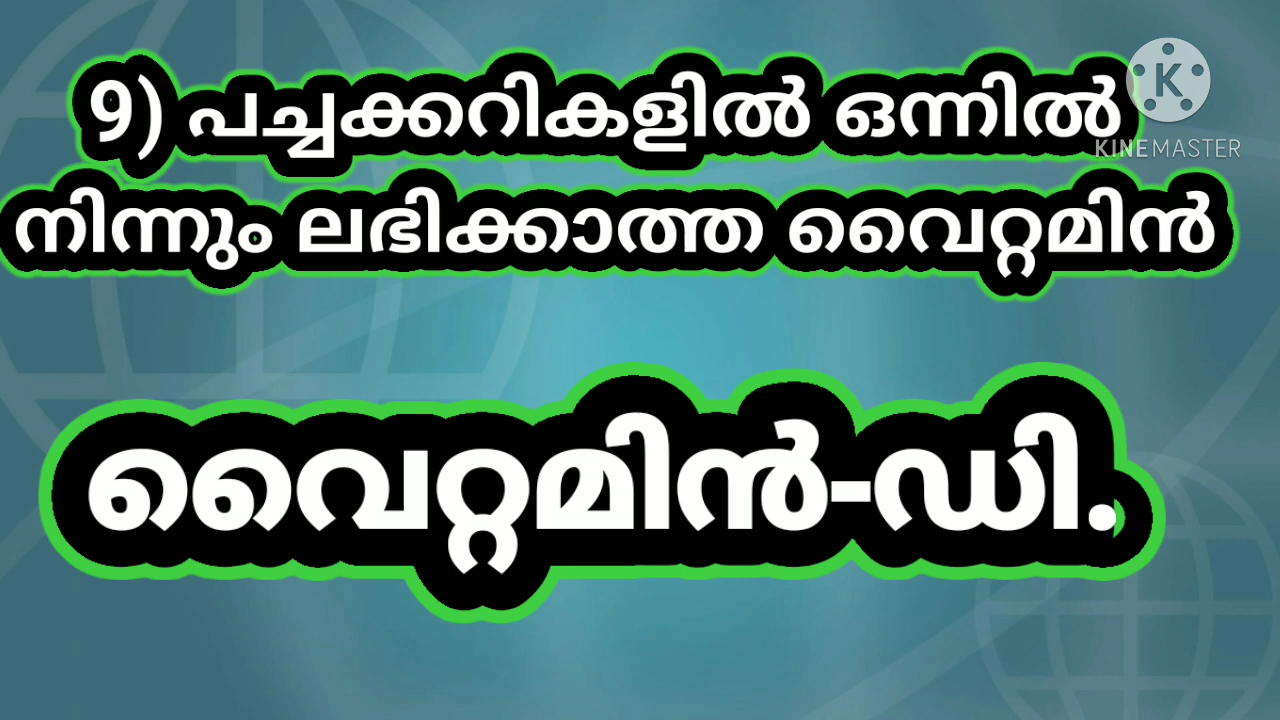 9) പച്ചക്കറികളിൽ ഒന്നിൽ
നിന്നും ലഭിക്കാത്ത വൈറ്റമിൻ
വൈറ്റമിൻ-ഡി.
K
KINEMASTER